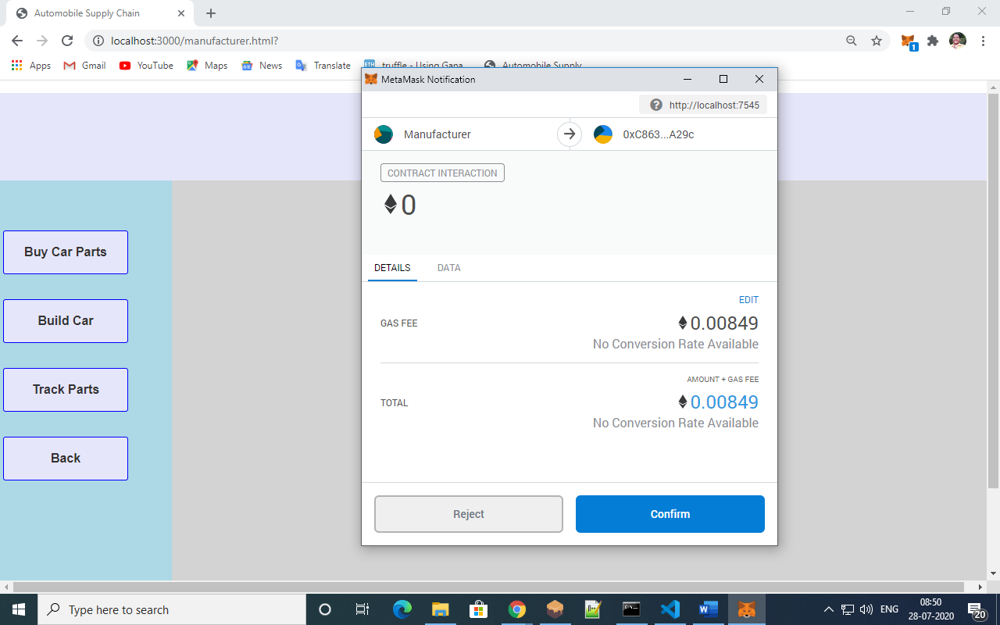 Automobile Supply Chain
localhost:3000/manufacturer.html?
1
Apps Gmail YouTube Maps News Translate ETH truffle - Using Gana Automobile Supply
MetaMask Notification
? http://localhost:7545
Manufacturer 0xC863...A29c
CONTRACT INTERACTION
0
DETAILS DATA
EDIT
GAS FEE 0.00849
No Conversion Rate Available
AMOUNT + GAS FEE
TOTAL 0.00849
No Conversion Rate Available
Reject Confirm
Buy Car Parts
Build Car
Track Parts
Back
Type here to search
ENG
08:50
28-07-2020
20